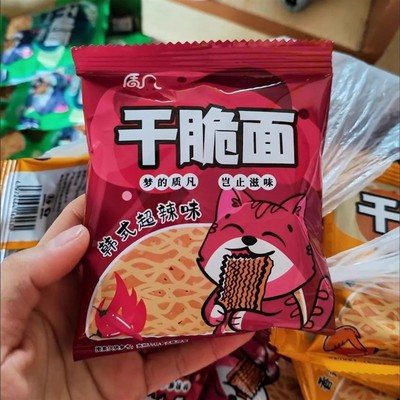 质凡
干脆面
梦的质凡 岂止滋味
韩式超辣味
干